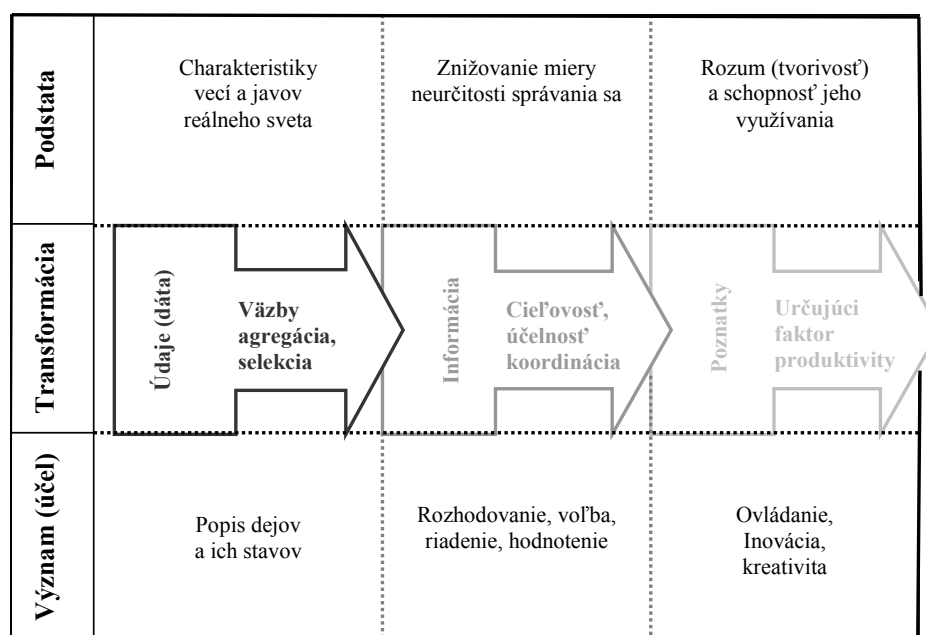 Podstata
Charakteristiky
vecí a javov
reálneho sveta
Znižovanie miery
neurčitosti správania sa
Rozum (tvorivosť)
a schopnosť jeho
využívania
Transformácia
Údaje (dáta)
Väzby
agregácia,
selekcia
Informácia
Cieľovosť,
účelnosť
koordinácia
Poznatky
Určujúci
faktor
produktivity
Význam (účel)
Popis dejov
a ich stavov
Rozhodovanie, voľba,
riadenie, hodnotenie
Ovládanie,
Inovácia,
kreativita